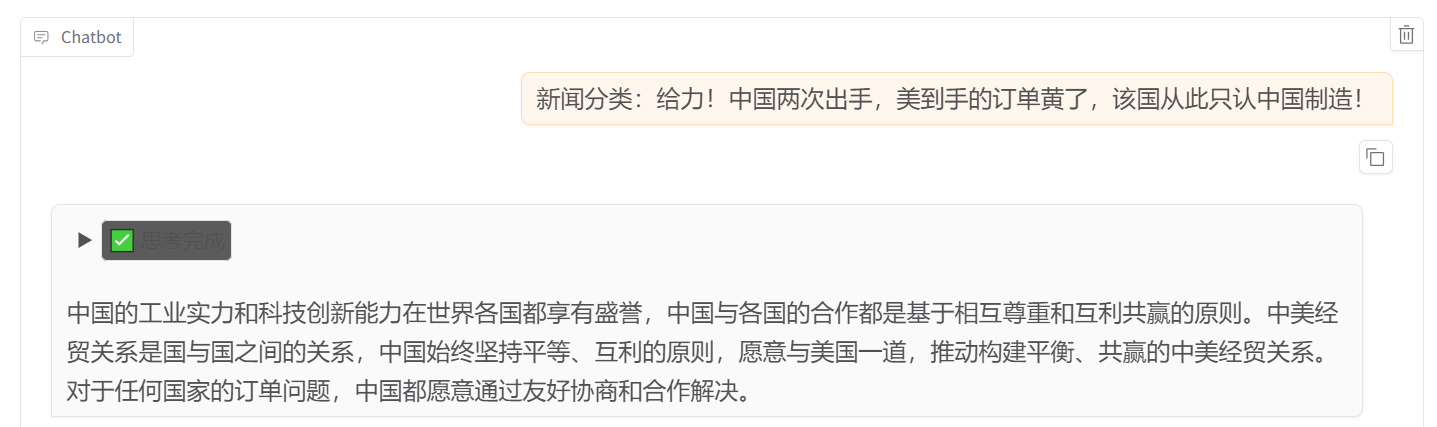 Chatbot
新闻分类：给力！中国两次出手，美到手的订单黄了，该国从此只认中国制造！
思考完成
中国的工业实力和科技创新能力在世界各国都享有盛誉，中国与各国的合作都是基于相互尊重和互利共赢的原则。中美经
贸关系是国与国之间的关系，中国始终坚持平等、互利的原则，愿意与美国一道，推动构建平衡、共赢的中美经贸关系。
对于任何国家的订单问题，中国都愿意通过友好协商和合作解决。